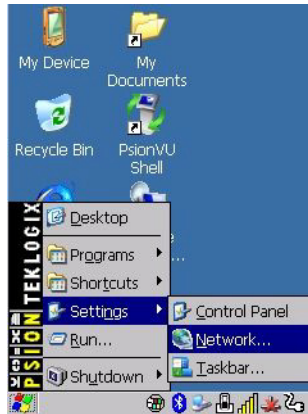 My Device
My
Documents
Recycle Bin
PsionVU
Shell
PSION TEKLOGIX
Desktop
Programs
Shortcuts
Settings
Run...
Shutdown
Control Panel
Network...
Taskbar...